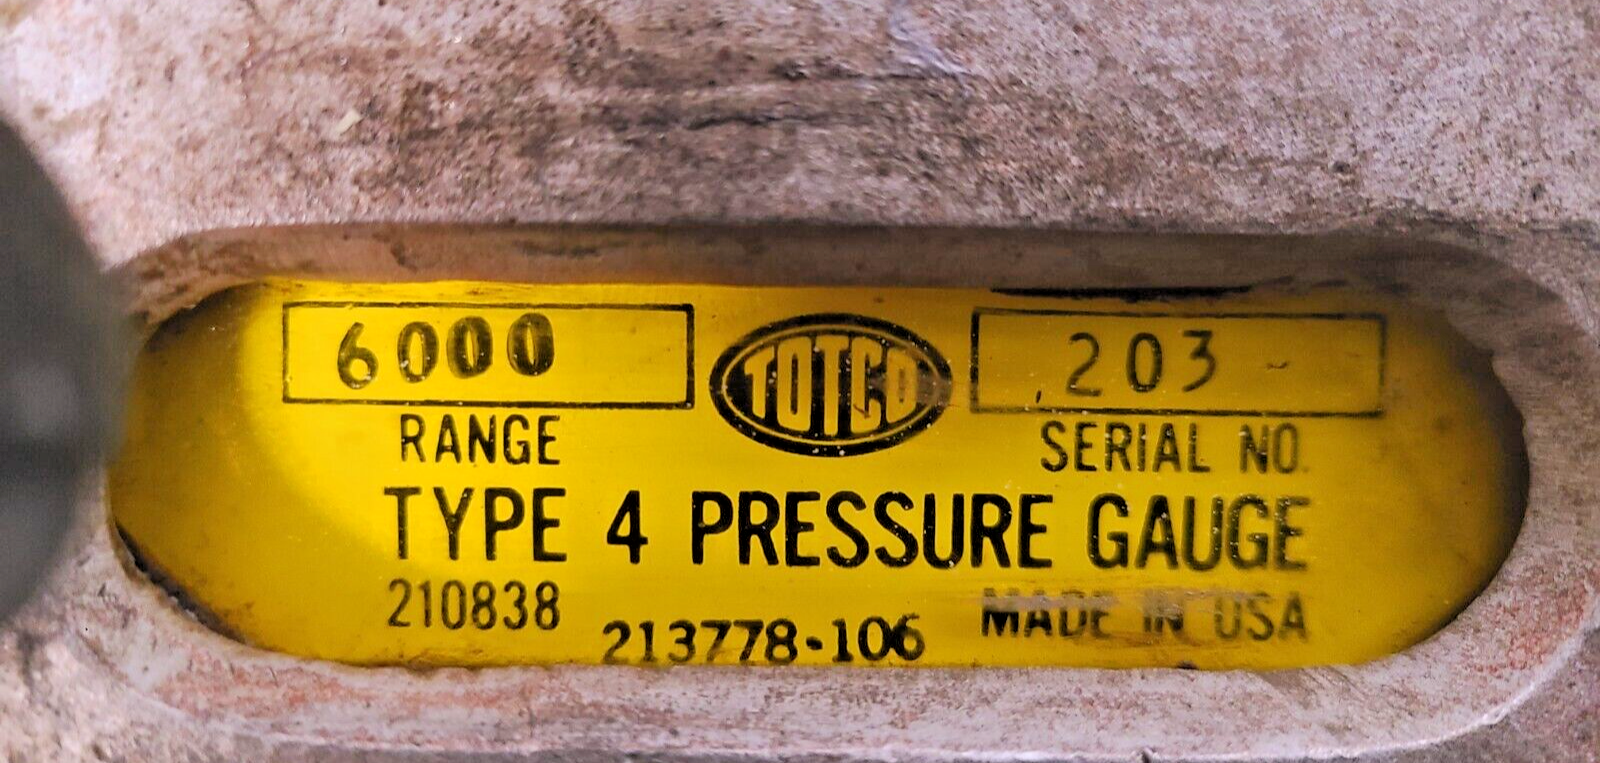 6000 TOTCO 203
RANGE SERIAL NO.
TYPE 4 PRESSURE GAUGE
210838 213778-106 MADE IN USA